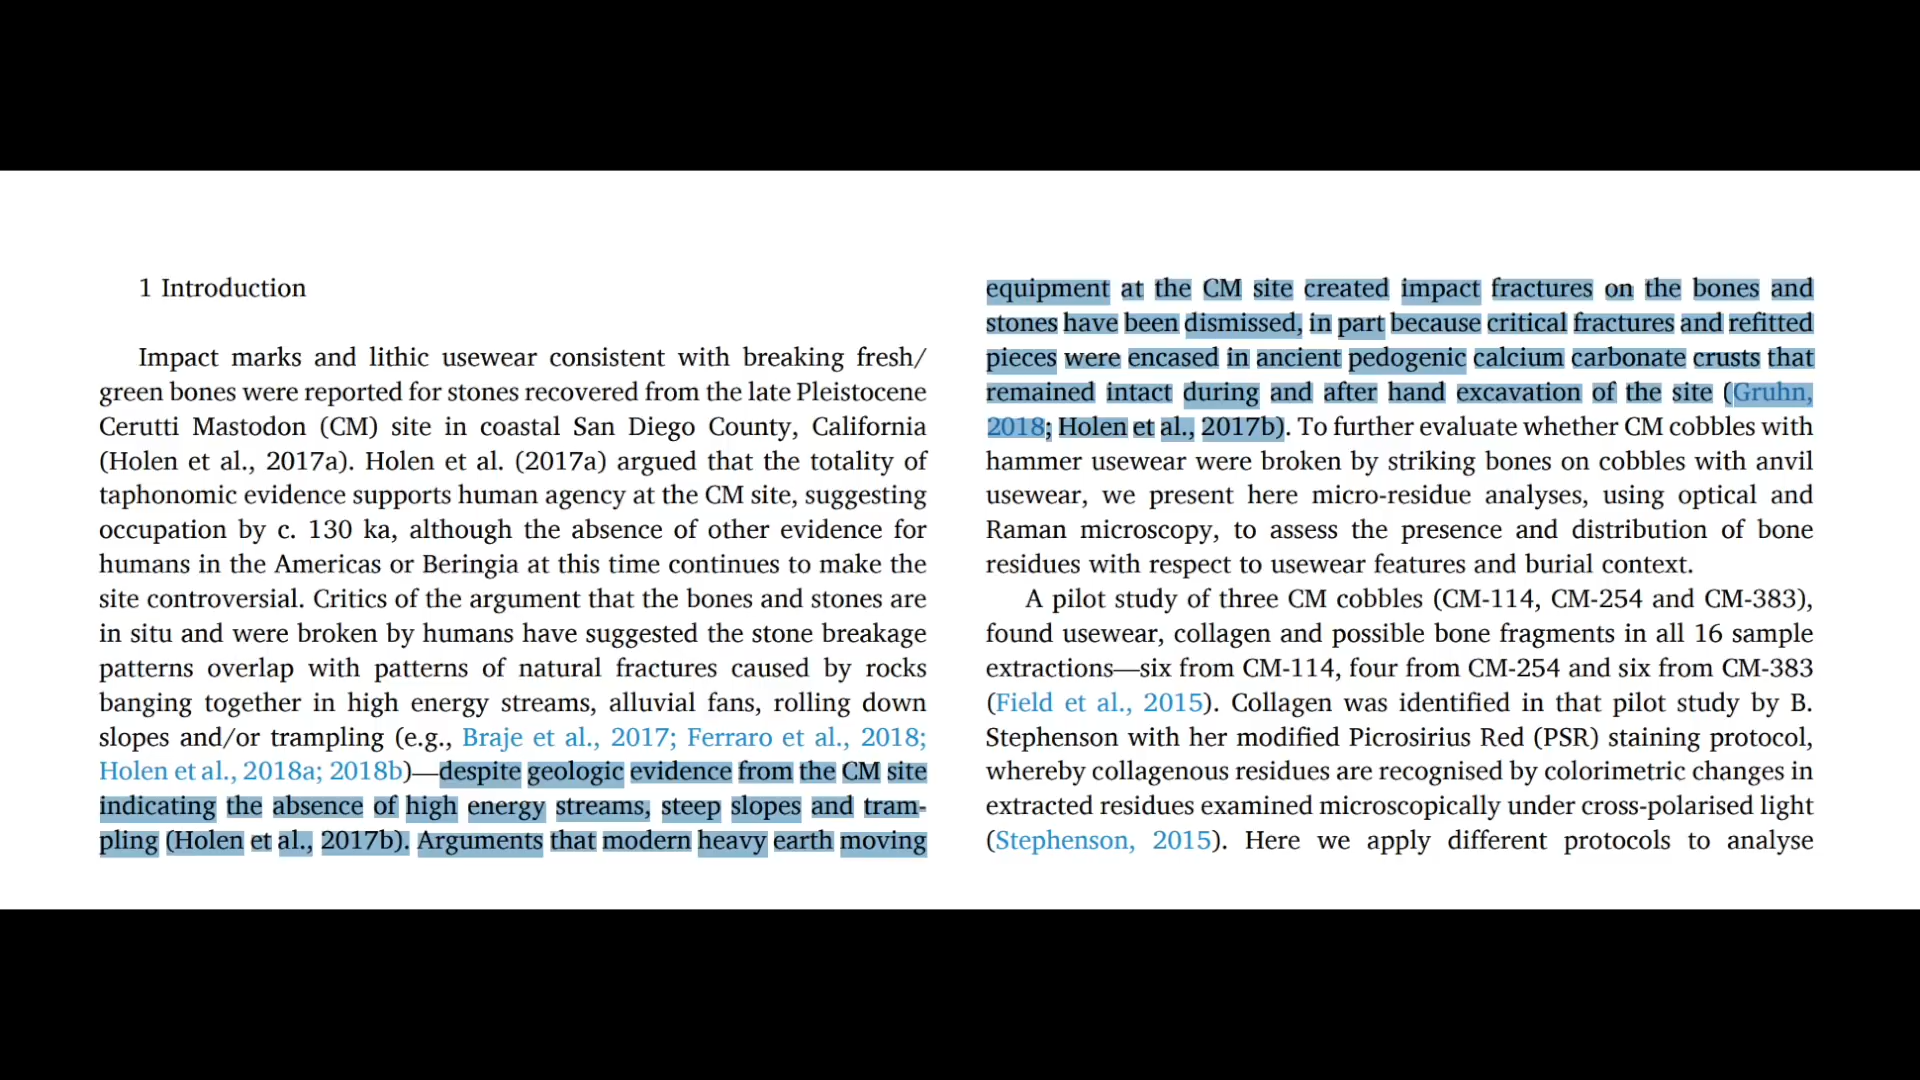 1 Introduction
Impact marks and lithic usewear consistent with breaking fresh/
green bones were reported for stones recovered from the late Pleistocene
Cerutti Mastodon (CM) site in coastal San Diego County, California
(Holen et al., 2017a). Holen et al. (2017a) argued that the totality of
taphonomic evidence supports human agency at the CM site, suggesting
occupation by c. 130 ka, although the absence of other evidence for
humans in the Americas or Beringia at this time continues to make the
site controversial. Critics of the argument that the bones and stones are
in situ and were broken by humans have suggested the stone breakage
patterns overlap with patterns of natural fractures caused by rocks
banging together in high energy streams, alluvial fans, rolling down
slopes and/or trampling (e.g., Braje et al., 2017; Ferraro et al., 2018;
Holen et al., 2018a; 2018b)—despite geologic evidence from the CM site
indicating the absence of high energy streams, steep slopes and tram-
pling (Holen et al., 2017b). Arguments that modern heavy earth moving
equipment at the CM site created impact fractures on the bones and
stones have been dismissed, in part because critical fractures and refitted
pieces were encased in ancient pedogenic calcium carbonate crusts that
remained intact during and after hand excavation of the site (Gruhn,
2018; Holen et al., 2017b). To further evaluate whether CM cobbles with
hammer usewear were broken by striking bones on cobbles with anvil
usewear, we present here micro-residue analyses, using optical and
Raman microscopy, to assess the presence and distribution of bone
residues with respect to usewear features and burial context.
A pilot study of three CM cobbles (CM-114, CM-254 and CM-383),
found usewear, collagen and possible bone fragments in all 16 sample
extractions—six from CM-114, four from CM-254 and six from CM-383
(Field et al., 2015). Collagen was identified in that pilot study by B.
Stephenson with her modified Picrosirius Red (PSR) staining protocol,
whereby collagenous residues are recognised by colorimetric changes in
extracted residues examined microscopically under cross-polarised light
(Stephenson, 2015). Here we apply different protocols to analyse